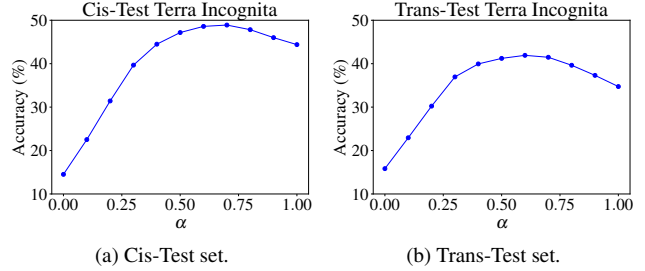 Cis-Test Terra Incognita
50
40
30
20
10
Accuracy (%)
0.00 0.25 0.50 0.75 1.00
α
(a) Cis-Test set.
Trans-Test Terra Incognita
50
40
30
20
10
Accuracy (%)
0.00 0.25 0.50 0.75 1.00
α
(b) Trans-Test set.